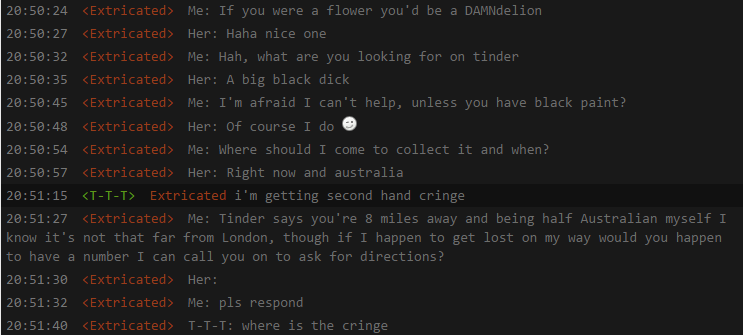 20:50:24 <Extricated> Me: If you were a flower you'd be a DAMNdelion
20:50:27 <Extricated> Her: Haha nice one
20:50:32 <Extricated> Me: Hah, what are you looking for on tinder
20:50:35 <Extricated> Her: A big black dick
20:50:45 <Extricated> Me: I'm afraid I can't help, unless you have black paint?
20:50:48 <Extricated> Her: Of course I do 😉
20:50:54 <Extricated> Me: Where should I come to collect it and when?
20:50:57 <Extricated> Her: Right now and australia
20:51:15 <T-T-T> Extricated i'm getting second hand cringe
20:51:27 <Extricated> Me: Tinder says you're 8 miles away and being half Australian myself I
know it's not that far from London, though if I happen to get lost on my way would you happen
to have a number I can call you on to ask for directions?
20:51:30 <Extricated> Her:
20:51:32 <Extricated> Me: pls respond
20:51:40 <Extricated> T-T-T: where is the cringe